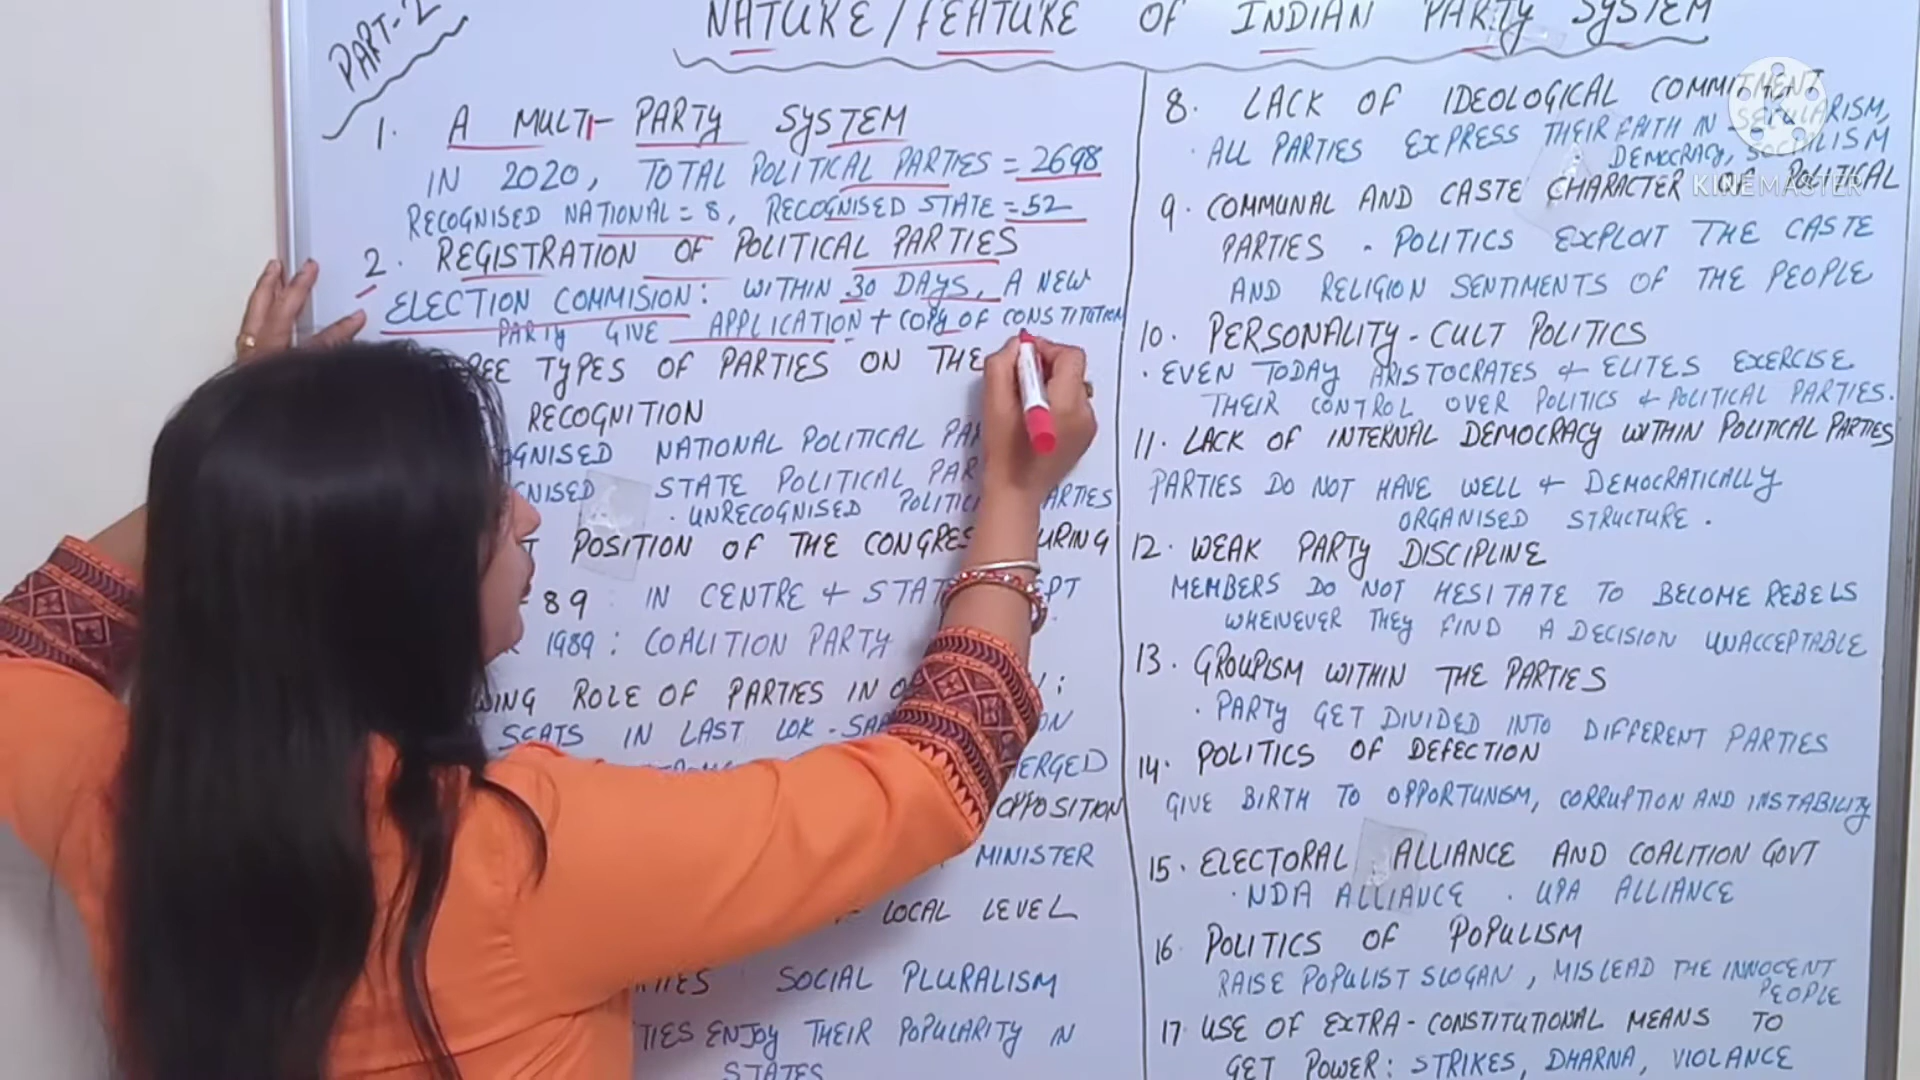 PART-2
NATURE/FEATURE OF INDIAN PARTY SYSTEM
1. A MULTI-PARTY SYSTEM
IN 2020, TOTAL POLITICAL PARTIES = 2698
RECOGNISED NATIONAL = 8, RECOGNISED STATE = 52
2. REGISTRATION OF POLITICAL PARTIES
ELECTION COMMISION: WITHIN 30 DAYS, A NEW
PARTY GIVE APPLICATION + COPY OF CONSTITUTION
TYPES OF PARTIES ON THE
RECOGNITION
NATIONAL POLITICAL
STATE POLITICAL
. UNRECOGNISED
POSITION OF THE
89 : IN CENTRE &
1989 : COALITION PARTY
ROLE OF PARTIES IN
SEATS IN LAST LOK-
OPPOSITION
MINISTER
LOCAL LEVEL
SOCIAL PLURALISM
ENJOY THEIR POPULARITY IN
STATES
8. LACK OF IDEOLOGICAL COMMITMENT
. ALL PARTIES EXPRESS THEIR FAITH IN SECULARISM,
DEMOCRACY, SOCIALISM
9. COMMUNAL AND CASTE CHARACTER OF POLITICAL
PARTIES . POLITICS EXPLOIT THE CASTE
AND RELIGION SENTIMENTS OF THE PEOPLE
10. PERSONALITY-CULT POLITICS
. EVEN TODAY ARISTOCRATES & ELITES EXERCISE
THEIR CONTROL OVER POLITICS & POLITICAL PARTIES.
11. LACK OF INTERNAL DEMOCRACY WITHIN POLITICAL PARTIES
PARTIES DO NOT HAVE WELL & DEMOCRATICALLY
ORGANISED STRUCTURE .
12. WEAK PARTY DISCIPLINE
MEMBERS DO NOT HESITATE TO BECOME REBELS
WHENEVER THEY FIND A DECISION UNACCEPTABLE
13. GROUPISM WITHIN THE PARTIES
. PARTY GET DIVIDED INTO DIFFERENT PARTIES
14. POLITICS OF DEFECTION
GIVE BIRTH TO OPPORTUNISM, CORRUPTION AND INSTABILITY
15. ELECTORAL ALLIANCE AND COALITION GOVT
. NDA ALLIANCE . UPA ALLIANCE
16. POLITICS OF POPULISM
RAISE POPULIST SLOGAN, MISLEAD THE INNOCENT
PEOPLE
17 USE OF EXTRA-CONSTITUTIONAL MEANS TO
GET POWER: STRIKES, DHARNA, VIOLANCE
KINEMASTER